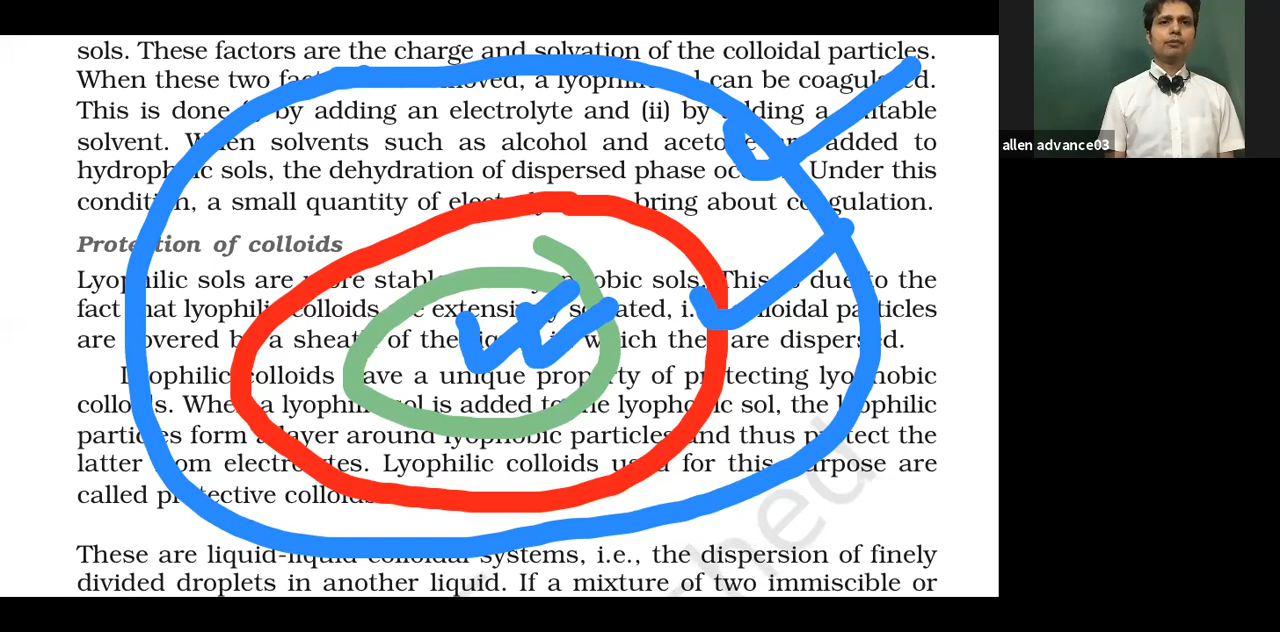 sols. These factors are the charge and solvation of the colloidal particles.
When these two removed, a lyophilic can be coagulated.
This is done by adding an electrolyte and (ii) by adding a suitable
solvent. When solvents such as alcohol and acetone are added to
hydrophilic sols, the dehydration of dispersed phase occurs. Under this
condition, a small quantity of bring about coagulation.
Protection of colloids
Lyophilic sols are more stable lyophobic sols. This is due to the
fact that lyophilic colloids are extensively solvated, i.e., colloidal particles
are covered by a sheath of the liquid in which they are dispersed.
Lyophilic colloids have a unique property of protecting lyophobic
colloids. When a lyophilic sol is added to the lyophobic sol, the lyophilic
particles form a layer around lyophobic particles and thus protect the
latter from electrolytes. Lyophilic colloids used for this purpose are
called protective colloids
These are liquid-liquid colloidal systems, i.e., the dispersion of finely
divided droplets in another liquid. If a mixture of two immiscible or
allen advance03